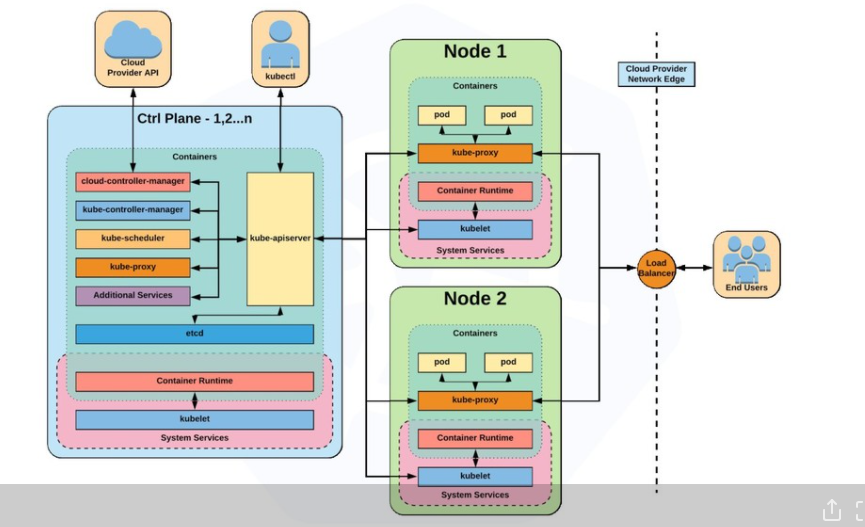 Cloud
Provider API
kubectl
Ctrl Plane - 1,2...n
Containers
cloud-controller-manager
kube-controller-manager
kube-scheduler
kube-proxy
Additional Services
kube-apiserver
etcd
Container Runtime
kubelet
System Services
Node 1
Containers
pod
pod
kube-proxy
Container Runtime
kubelet
System Services
Node 2
Containers
pod
pod
kube-proxy
Container Runtime
kubelet
System Services
Cloud Provider
Network Edge
Load
Balancer
End Users